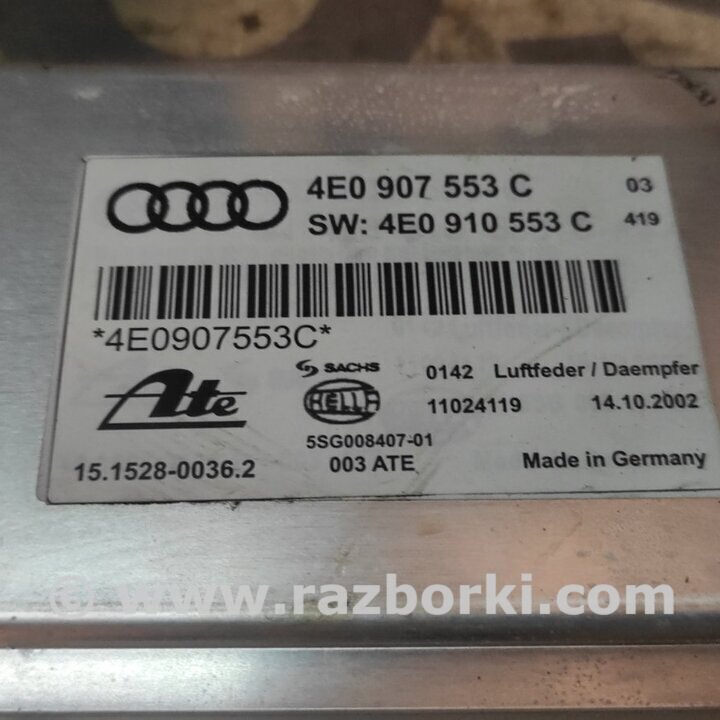 4E0 907 553 C 03
SW: 4E0 910 553 C 419
*4E0907553C*
Ate SACHS 0142 Luftfeder / Daempfer
HELLA 11024119 14.10.2002
5SG008407-01
15.1528-0036.2 003 ATE Made in Germany
© www.razborki.com